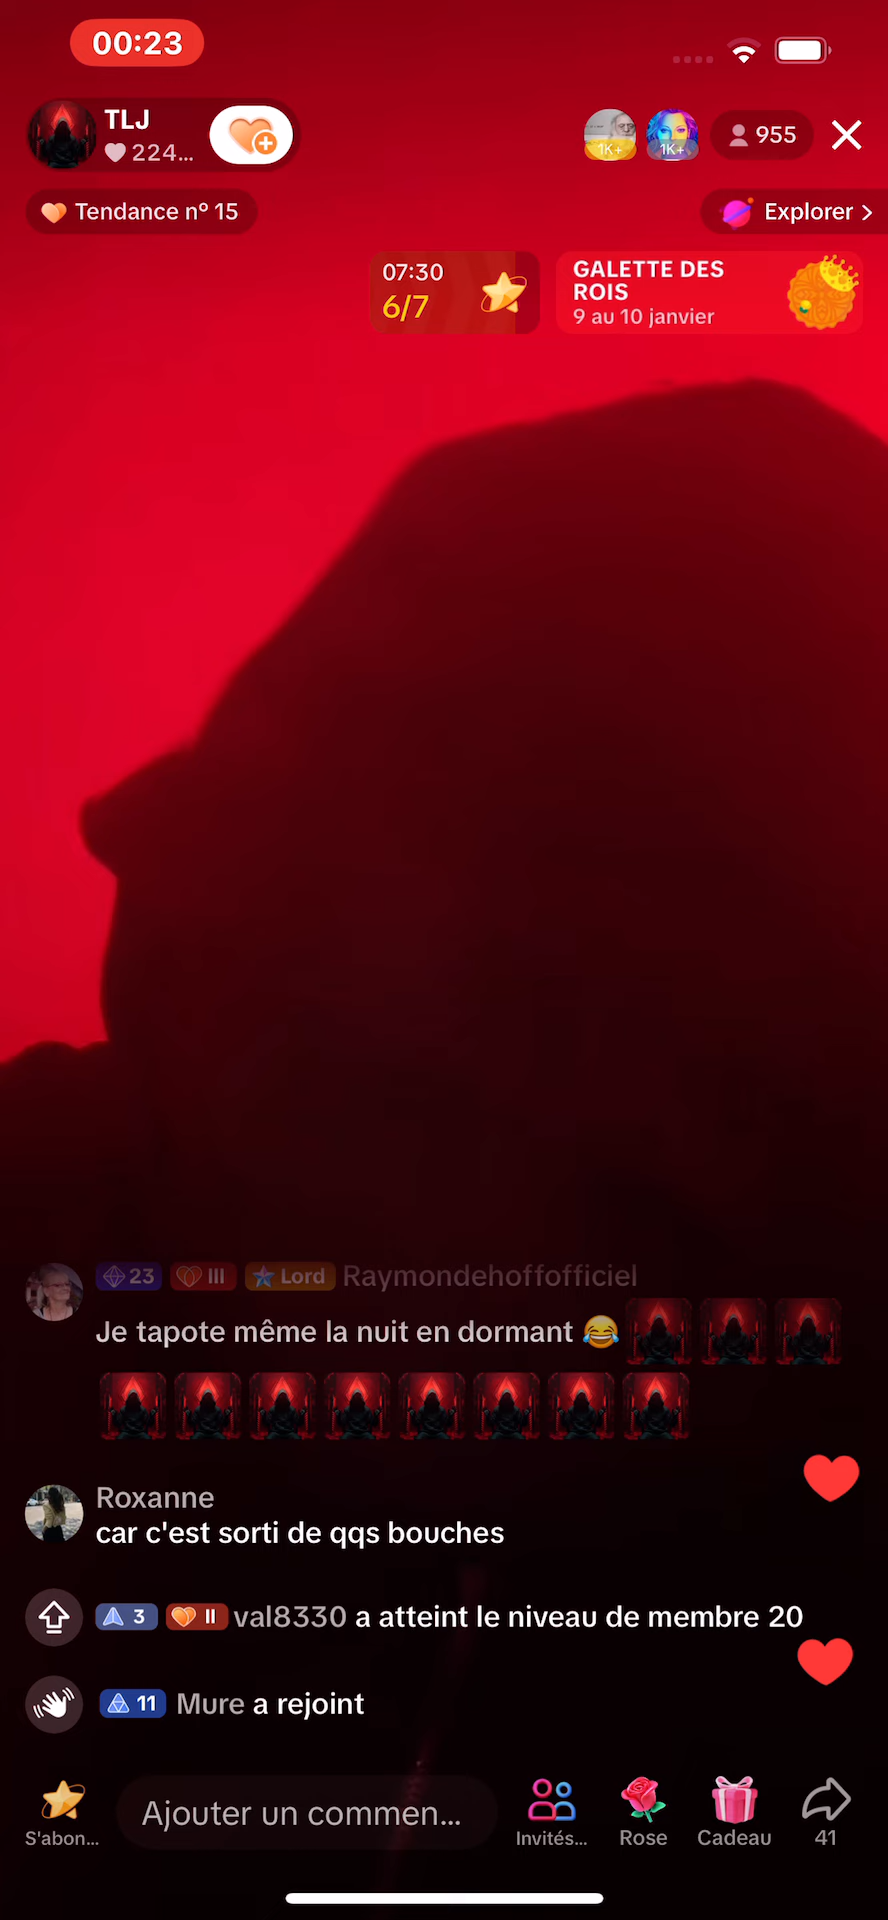 00:23
TLJ
224...
1K+
1K+
955
Tendance nº 15
Explorer
07:30
6/7
GALETTE DES
ROIS
9 au 10 janvier
23 III Lord Raymondehoffofficiel
Je tapote même la nuit en dormant 😂
Roxanne
car c'est sorti de qqs bouches
3 II val8330 a atteint le niveau de membre 20
11 Mure a rejoint
S'abon...
Ajouter un commen...
Invités...
Rose
Cadeau
41